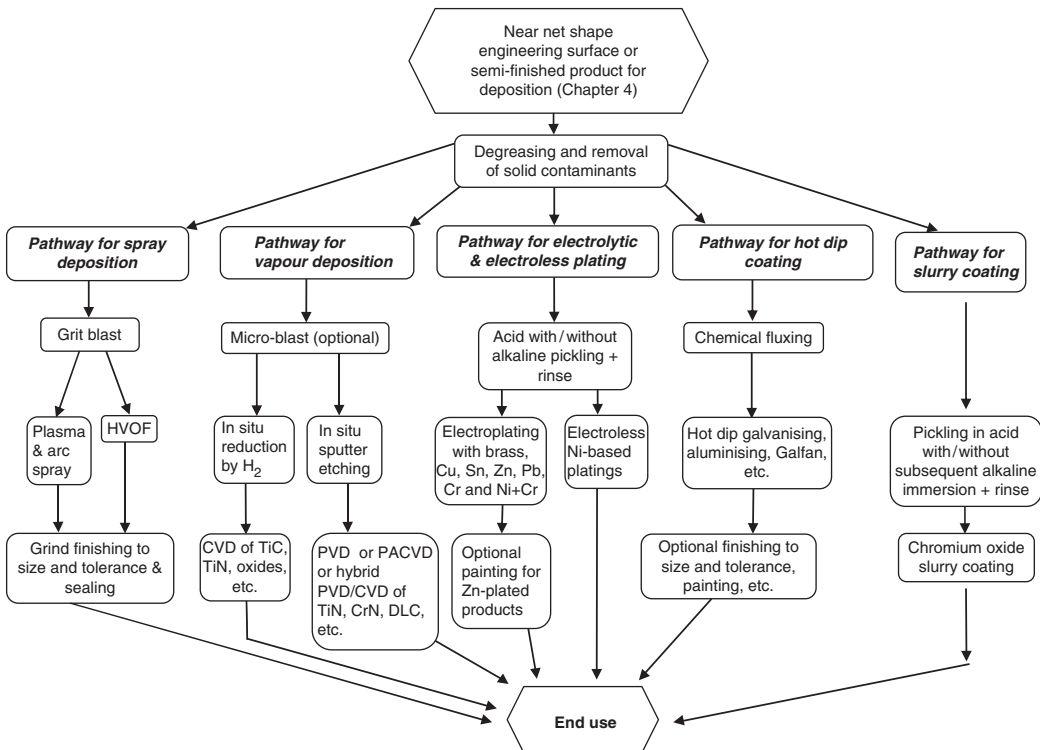 Near net shape
engineering surface or
semi-finished product for
deposition (Chapter 4)
Degreasing and removal
of solid contaminants
Pathway for spray
deposition
Pathway for
vapour deposition
Pathway for electrolytic
& electroless plating
Pathway for hot dip
coating
Pathway for
slurry coating
Grit blast
Micro-blast (optional)
Acid with/without
alkaline pickling +
rinse
Chemical fluxing
Plasma
& arc
spray
HVOF
In situ
reduction
by H2
In situ
sputter
etching
Electroplating
with brass,
Cu, Sn, Zn, Pb,
Cr and Ni+Cr
Electroless
Ni-based
platings
Hot dip galvanising,
aluminising, Galfan,
etc.
Pickling in acid
with/without
subsequent alkaline
immersion + rinse
Grind finishing to
size and tolerance &
sealing
CVD of TiC,
TiN, oxides,
etc.
PVD or PACVD
or hybrid
PVD/CVD of
TiN, CrN, DLC,
etc.
Optional
painting for
Zn-plated
products
Optional finishing to
size and tolerance,
painting, etc.
Chromium oxide
slurry coating
End use